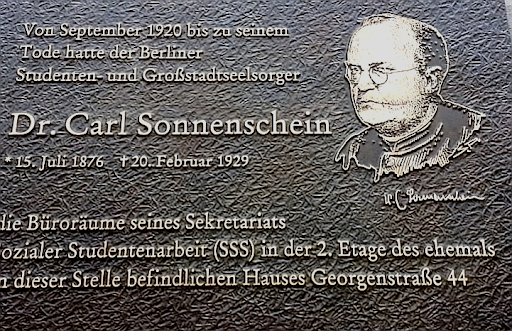 Von September 1920 bis zu seinem
Tode hatte der Berliner
Studenten- und Großstadtseelsorger
Dr. Carl Sonnenschein
* 15. Juli 1876 † 20. Februar 1929
Dr. C. Sonnenschein
die Büroräume seines Sekretariats
ozialer Studentenarbeit (SSS) in der 2. Etage des ehemals
n dieser Stelle befindlichen Hauses Georgenstraße 44